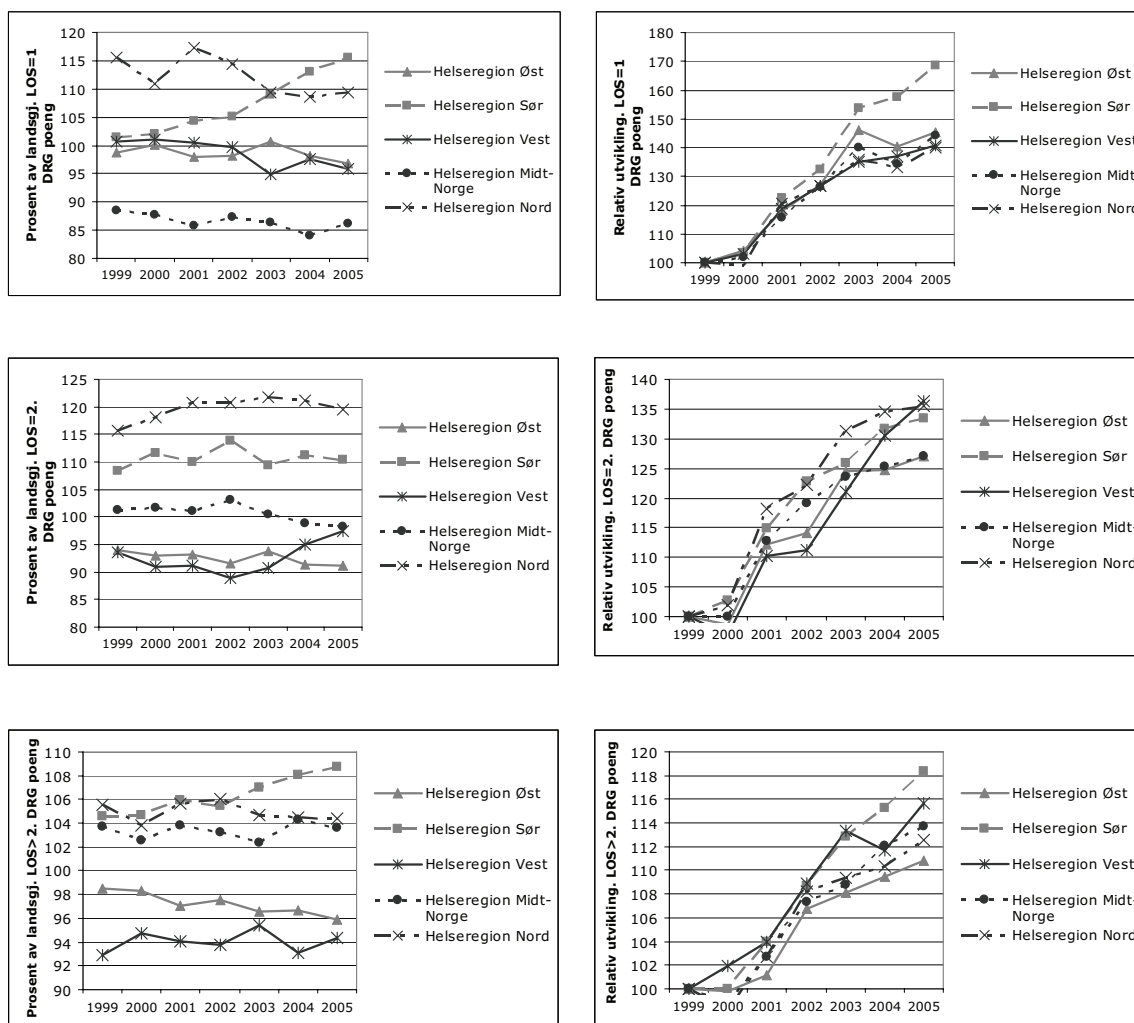 Prosent av landsgj. LOS=1
DRG poeng
120
115
110
105
100
95
90
85
80
1999 2000 2001 2002 2003 2004 2005
Helseregion Øst
Helseregion Sør
Helseregion Vest
Helseregion Midt-
Norge
Helseregion Nord
Relativ utvikling. LOS=1
DRG poeng
180
170
160
150
140
130
120
110
100
1999 2000 2001 2002 2003 2004 2005
Helseregion Øst
Helseregion Sør
Helseregion Vest
Helseregion Midt-
Norge
Helseregion Nord
Prosent av landsgj. LOS=2.
DRG poeng
125
120
115
110
105
100
95
90
85
80
1999 2000 2001 2002 2003 2004 2005
Helseregion Øst
Helseregion Sør
Helseregion Vest
Helseregion Midt-
Norge
Helseregion Nord
Relativ utvikling. LOS=2. DRG poeng
140
135
130
125
120
115
110
105
100
1999 2000 2001 2002 2003 2004 2005
Helseregion Øst
Helseregion Sør
Helseregion Vest
Helseregion Midt-
Norge
Helseregion Nord
Prosent av landsgj. LOS>2. DRG poeng
110
108
106
104
102
100
98
96
94
92
90
1999 2000 2001 2002 2003 2004 2005
Helseregion Øst
Helseregion Sør
Helseregion Vest
Helseregion Midt-
Norge
Helseregion Nord
Relativ utvikling. LOS>2. DRG poeng
120
118
116
114
112
110
108
106
104
102
100
1999 2000 2001 2002 2003 2004 2005
Helseregion Øst
Helseregion Sør
Helseregion Vest
Helseregion Midt-
Norge
Helseregion Nord